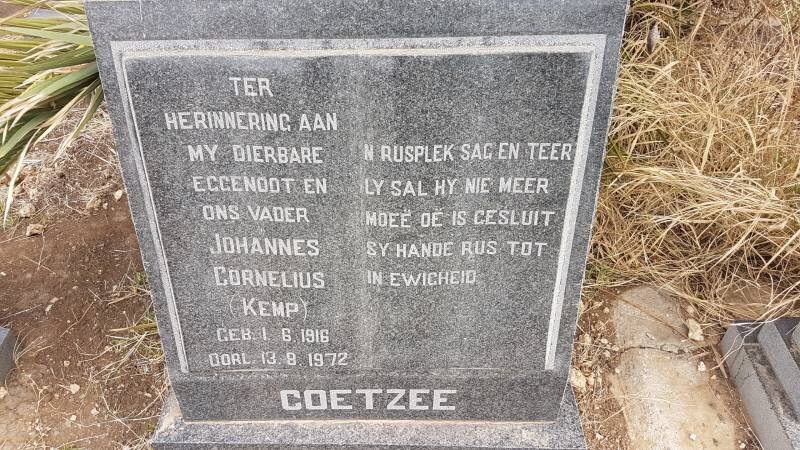 TER
HERINNERING AAN
MY DIERBARE
EGGENOOT EN
ONS VADER
JOHANNES
CORNELIUS
(KEMP)
GEB. 1. 6. 1916
OORL. 13. 8. 1972
N RUSPLEK SAG EN TEER
LY SAL HY NIE MEER
MOEË OË IS GESLUIT
SY HANDE RUS TOT
IN EWIGHEID
COETZEE